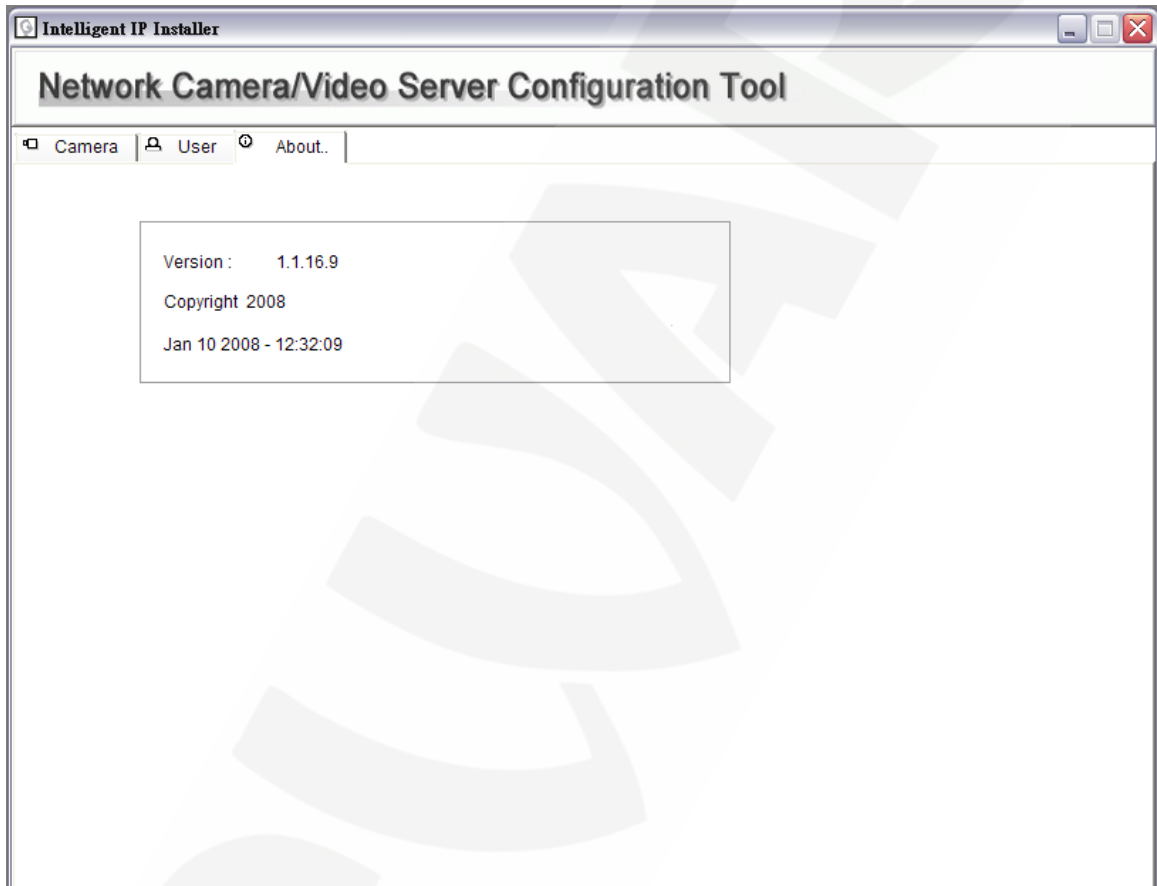 Intelligent IP Installer
Network Camera/Video Server Configuration Tool
Camera User About..
Version : 1.1.16.9
Copyright 2008
Jan 10 2008 - 12:32:09